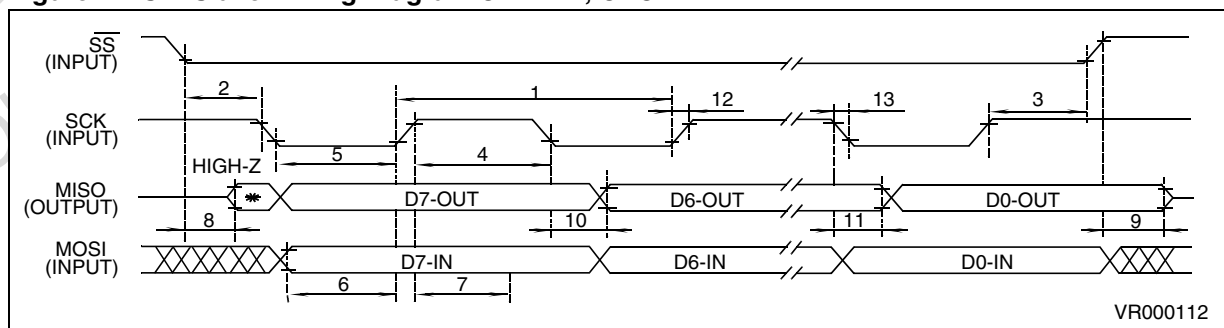 SS
(INPUT)
2
1
12
13
3
SCK
(INPUT)
5
4
HIGH-Z
MISO
(OUTPUT)
*
D7-OUT
D6-OUT
D0-OUT
8
10
11
9
MOSI
(INPUT)
D7-IN
D6-IN
D0-IN
6
7
VR000112